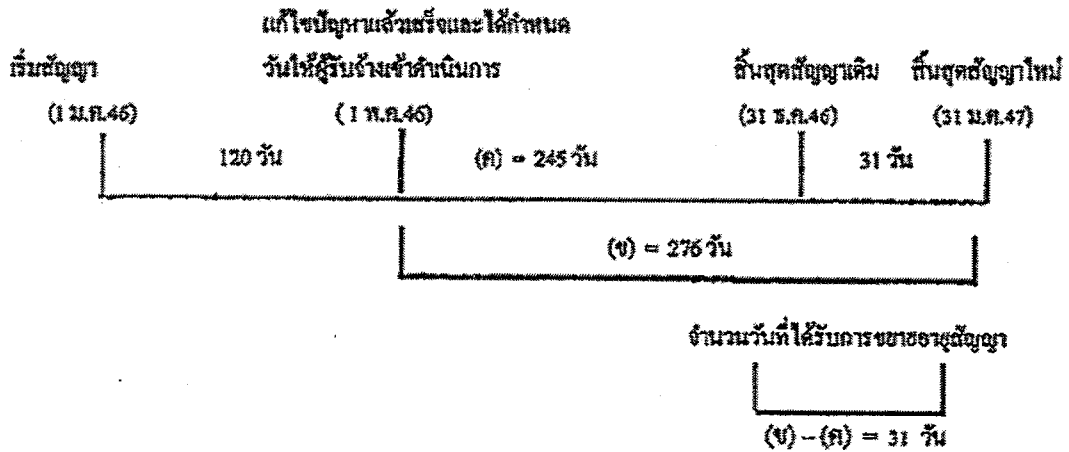 แก้ไขปัญหาแล้วเสร็จและได้กำหนด
เริ่มสัญญา วันให้ผู้รับจ้างเข้าดำเนินการ สิ้นสุดสัญญาเดิม สิ้นสุดสัญญาใหม่
(1 ม.ค.46) (1 พ.ค.46) (31 ธ.ค.46) (31 ม.ค.47)
120 วัน (ค) = 245 วัน 31 วัน
(ข) = 276 วัน
จำนวนวันที่ได้รับการขยายอายุสัญญา
(ข) – (ค) = 31 วัน